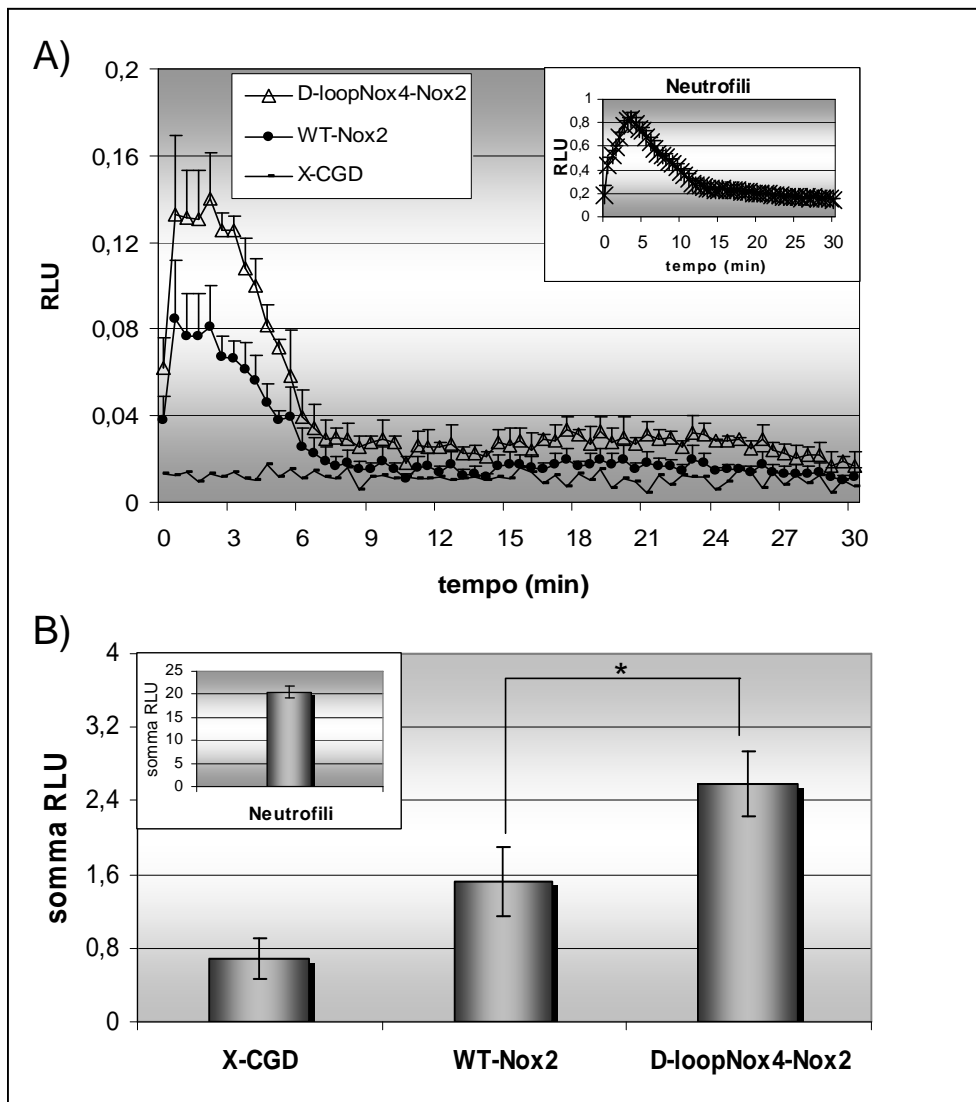 A)
0,2
0,16
0,12
0,08
0,04
0
RLU
D-loopNox4-Nox2
WT-Nox2
X-CGD
Neutrofili
1
0,8
0,6
0,4
0,2
0
RLU
0 5 10 15 20 25 30
tempo (min)
0 3 6 9 12 15 18 21 24 27 30
tempo (min)
B)
4
3,2
2,4
1,6
0,8
0
somma RLU
25
20
15
10
5
0
somma RLU
Neutrofili
*
X-CGD WT-Nox2 D-loopNox4-Nox2